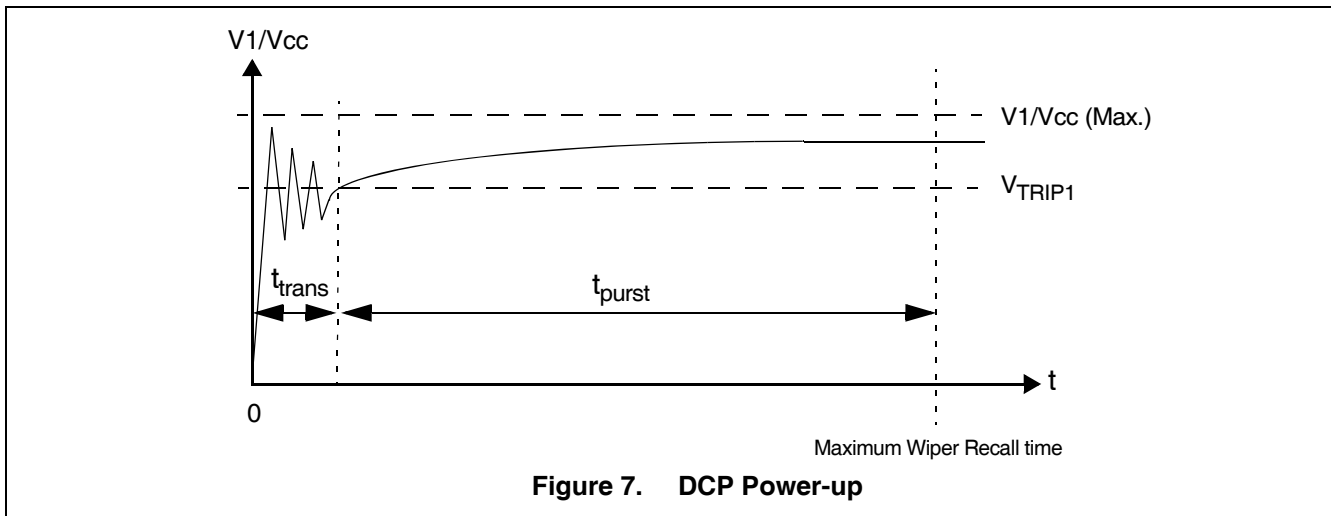 V1/Vcc
V1/Vcc (Max.)
VTRIP1
ttrans
tpurst
t
0
Maximum Wiper Recall time
Figure 7. DCP Power-up